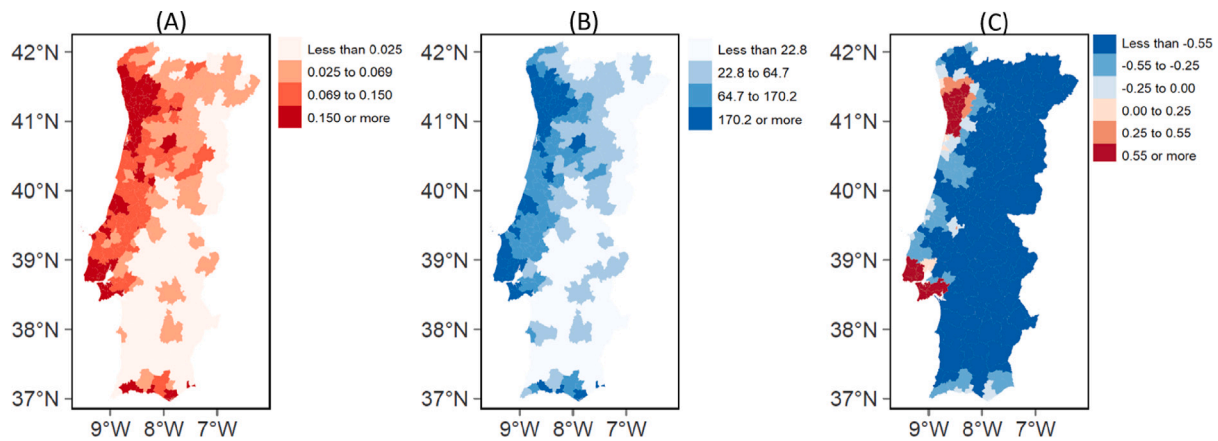 (A)
42°N
41°N
40°N
39°N
38°N
37°N
9°W 8°W 7°W
Less than 0.025
0.025 to 0.069
0.069 to 0.150
0.150 or more
(B)
42°N
41°N
40°N
39°N
38°N
37°N
9°W 8°W 7°W
Less than 22.8
22.8 to 64.7
64.7 to 170.2
170.2 or more
(C)
42°N
41°N
40°N
39°N
38°N
37°N
9°W 8°W 7°W
Less than -0.55
-0.55 to -0.25
-0.25 to 0.00
0.00 to 0.25
0.25 to 0.55
0.55 or more